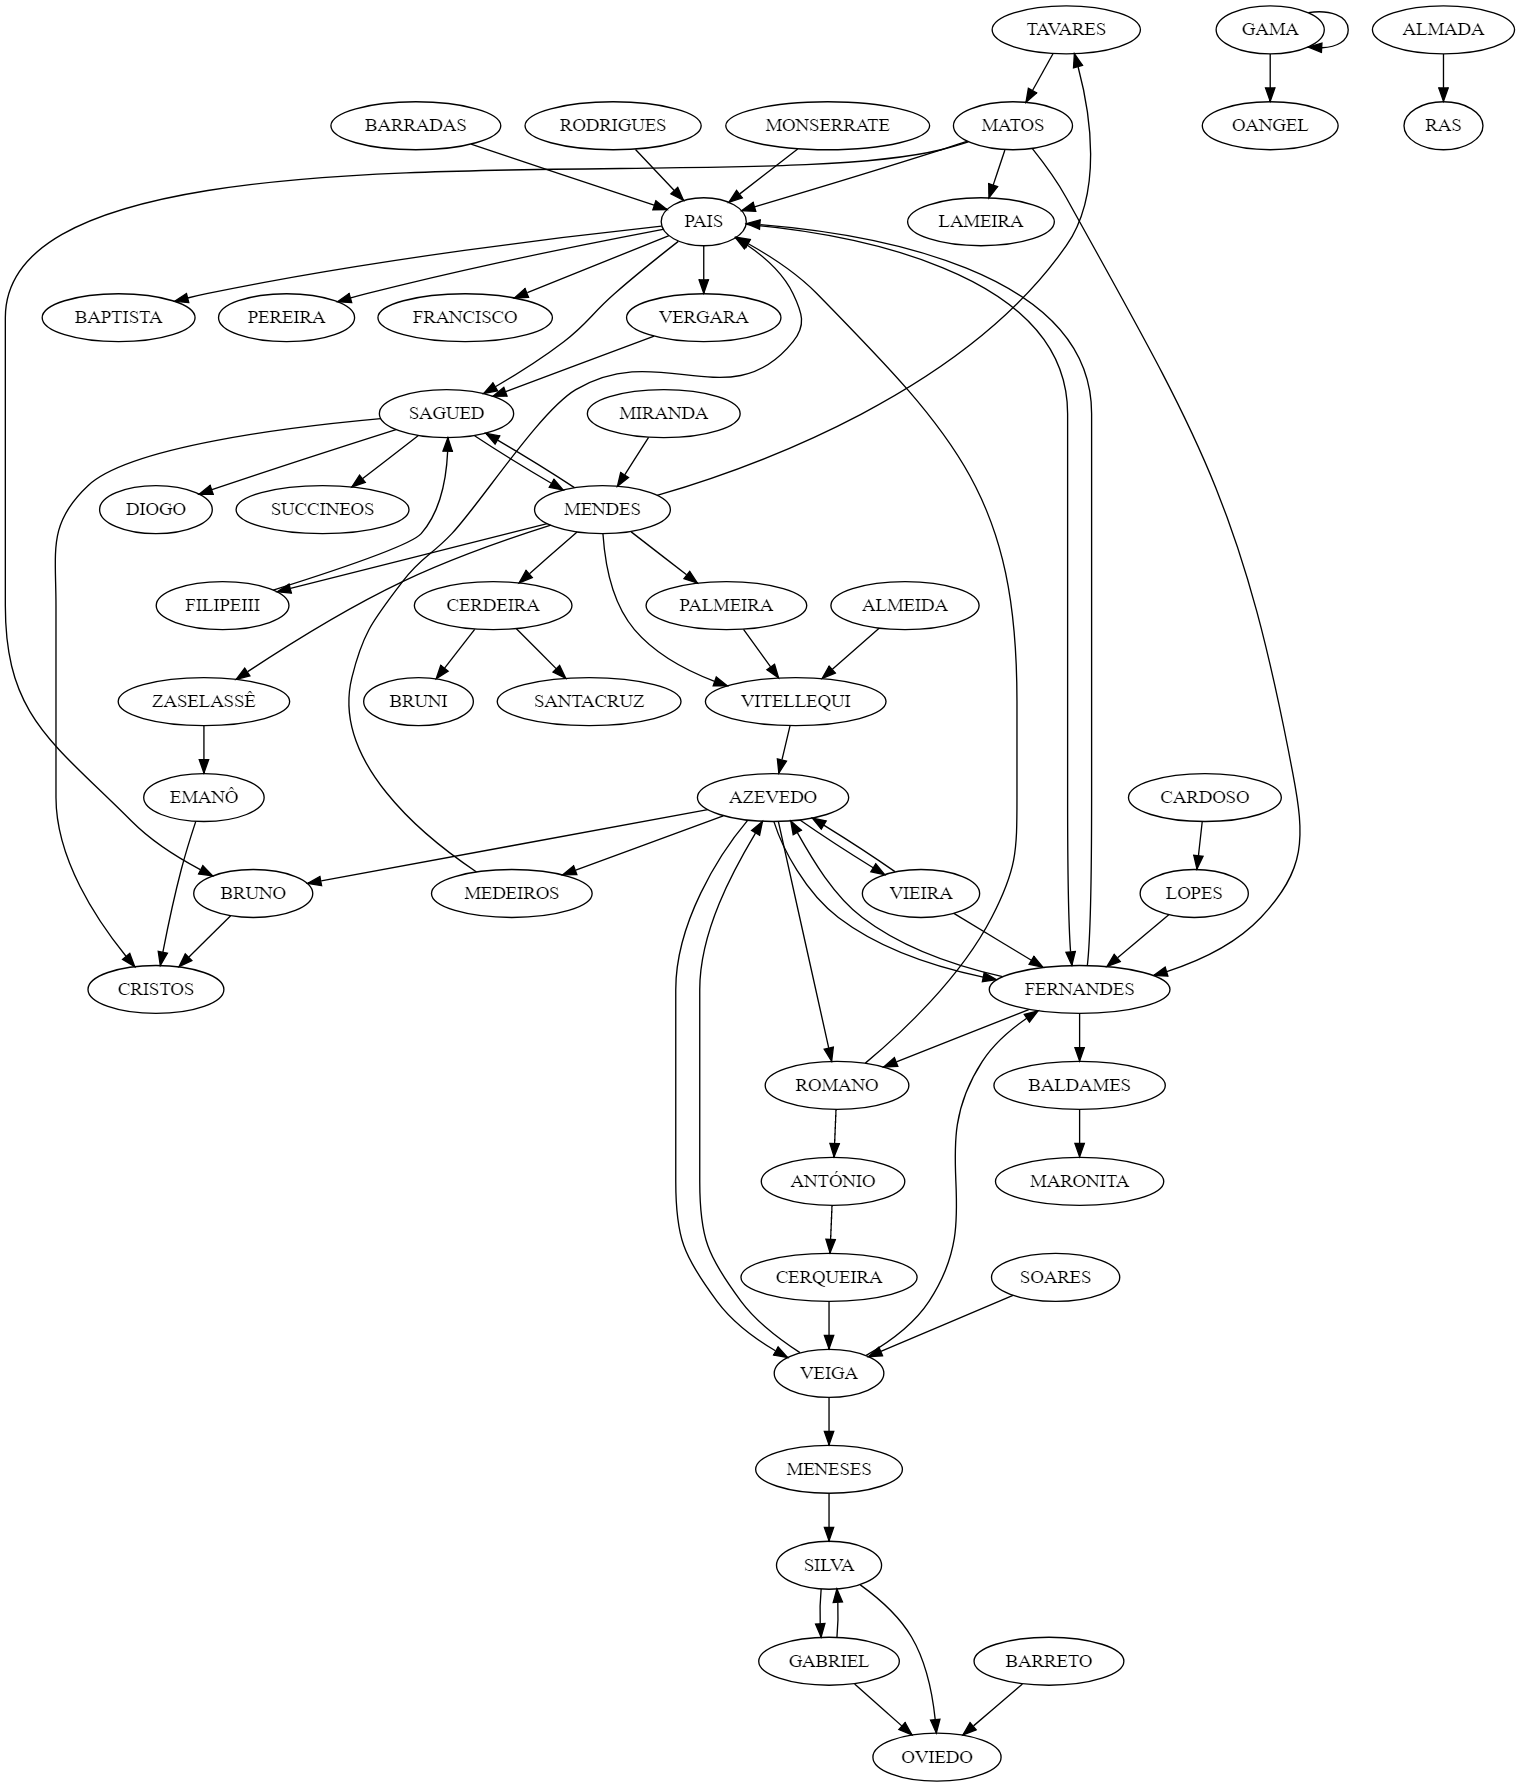 TAVARES
GAMA
ALMADA
BARRADAS
RODRIGUES
MONSERRATE
MATOS
OANGEL
RAS
PAIS
LAMEIRA
BAPTISTA
PEREIRA
FRANCISCO
VERGARA
SAGUED
MIRANDA
DIOGO
SUCCINEOS
MENDES
FILIPEIII
CERDEIRA
PALMEIRA
ALMEIDA
ZASELASSÊ
BRUNI
SANTACRUZ
VITELLEQUI
EMANÔ
AZEVEDO
CARDOSO
BRUNO
MEDEIROS
VIEIRA
LOPES
CRISTOS
FERNANDES
ROMANO
BALDAMES
ANTÓNIO
MARONITA
CERQUEIRA
SOARES
VEIGA
MENESES
SILVA
GABRIEL
BARRETO
OVIEDO